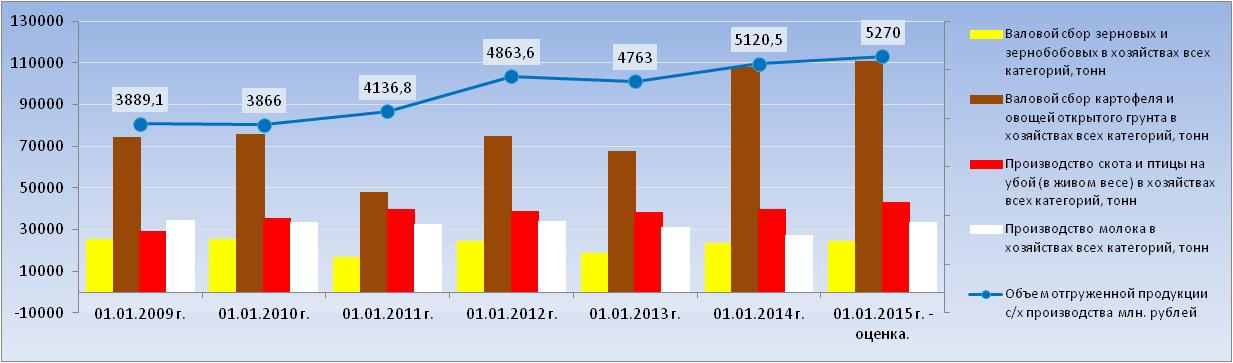 130000
110000
90000
70000
50000
30000
10000
-10000
3889,1
3866
4136,8
4863,6
4763
5120,5
5270
01.01.2009 г.
01.01.2010 г.
01.01.2011 г.
01.01.2012 г.
01.01.2013 г.
01.01.2014 г.
01.01.2015 г. -
оценка.
Валовой сбор зерновых и
зернобобовых в хозяйствах всех
категорий, тонн
Валовой сбор картофеля и
овощей открытого грунта в
хозяйствах всех категорий, тонн
Производство скота и птицы на
убой (в живом весе) в хозяйствах
всех категорий, тонн
Производство молока в
хозяйствах всех категорий, тонн
Объем отгруженной продукции
с/х производства млн. рублей